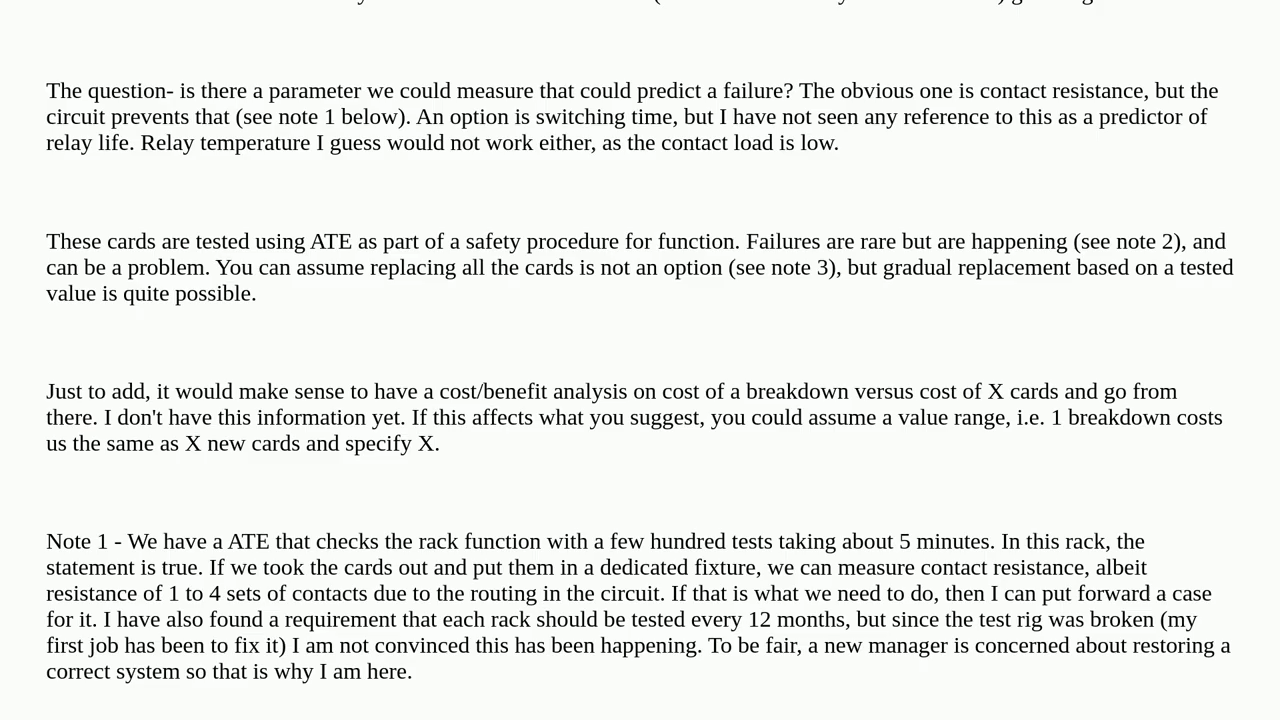 The question- is there a parameter we could measure that could predict a failure? The obvious one is contact resistance, but the
circuit prevents that (see note 1 below). An option is switching time, but I have not seen any reference to this as a predictor of
relay life. Relay temperature I guess would not work either, as the contact load is low.
These cards are tested using ATE as part of a safety procedure for function. Failures are rare but are happening (see note 2), and
can be a problem. You can assume replacing all the cards is not an option (see note 3), but gradual replacement based on a tested
value is quite possible.
Just to add, it would make sense to have a cost/benefit analysis on cost of a breakdown versus cost of X cards and go from
there. I don't have this information yet. If this affects what you suggest, you could assume a value range, i.e. 1 breakdown costs
us the same as X new cards and specify X.
Note 1 - We have a ATE that checks the rack function with a few hundred tests taking about 5 minutes. In this rack, the
statement is true. If we took the cards out and put them in a dedicated fixture, we can measure contact resistance, albeit
resistance of 1 to 4 sets of contacts due to the routing in the circuit. If that is what we need to do, then I can put forward a case
for it. I have also found a requirement that each rack should be tested every 12 months, but since the test rig was broken (my
first job has been to fix it) I am not convinced this has been happening. To be fair, a new manager is concerned about restoring a
correct system so that is why I am here.